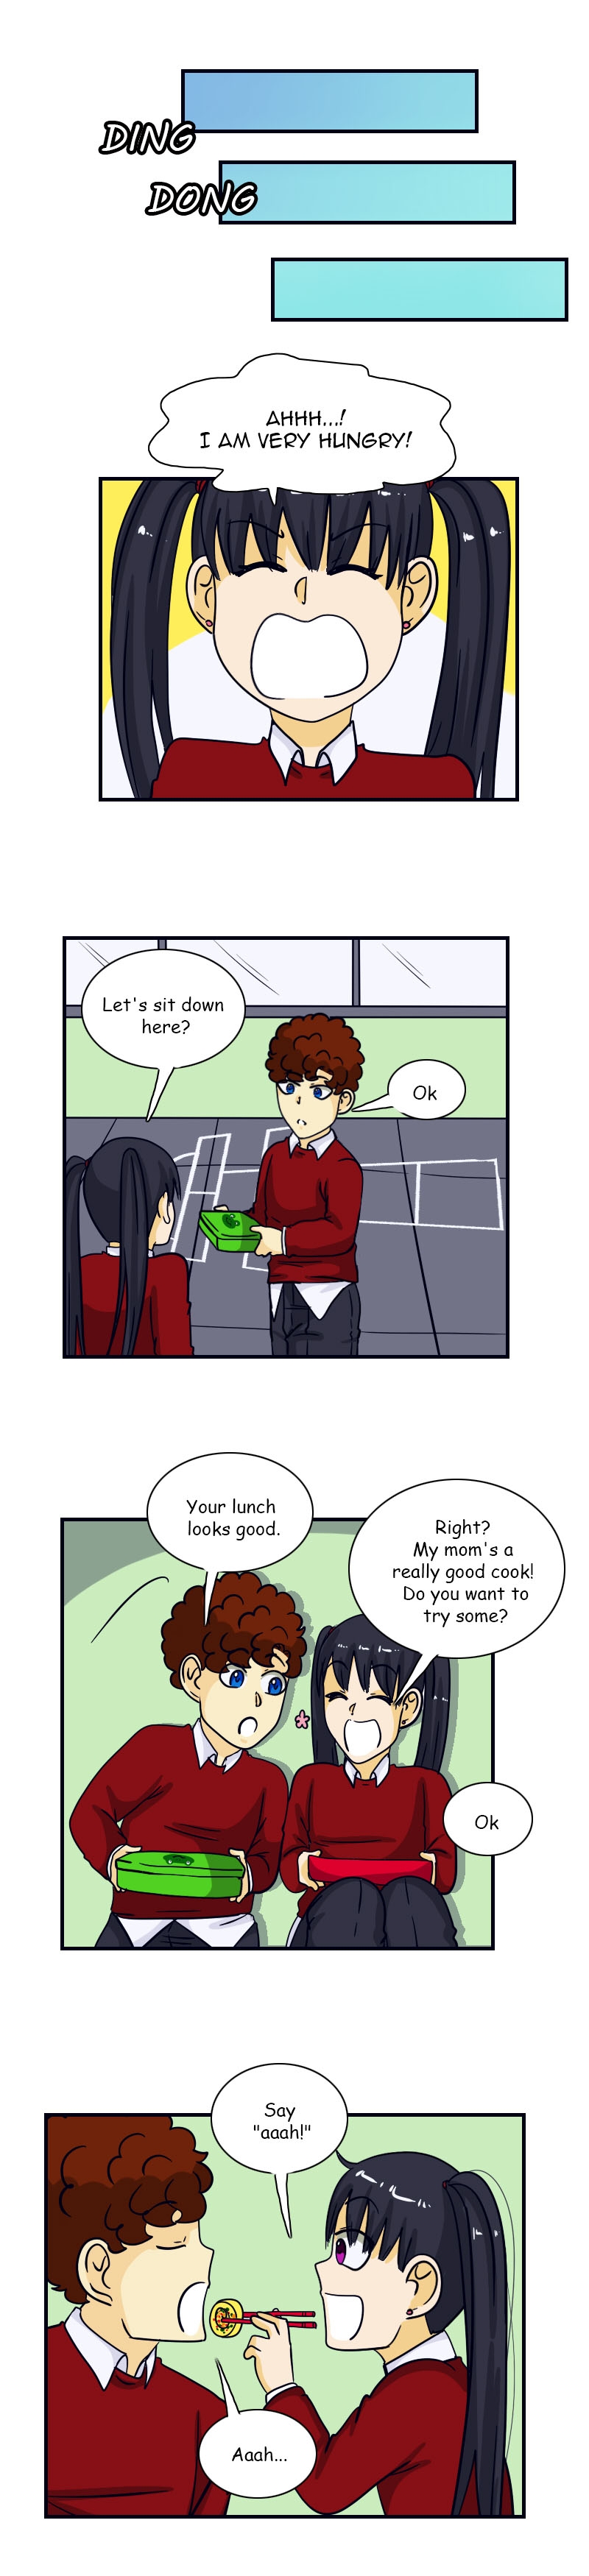 DING
DONG
AHHH...!
I AM VERY HUNGRY!
Let's sit down
here?
Ok
Your lunch
looks good.
Right?
My mom's a
really good cook!
Do you want to
try some?
Ok
Say
"aaah!"
Aaah...